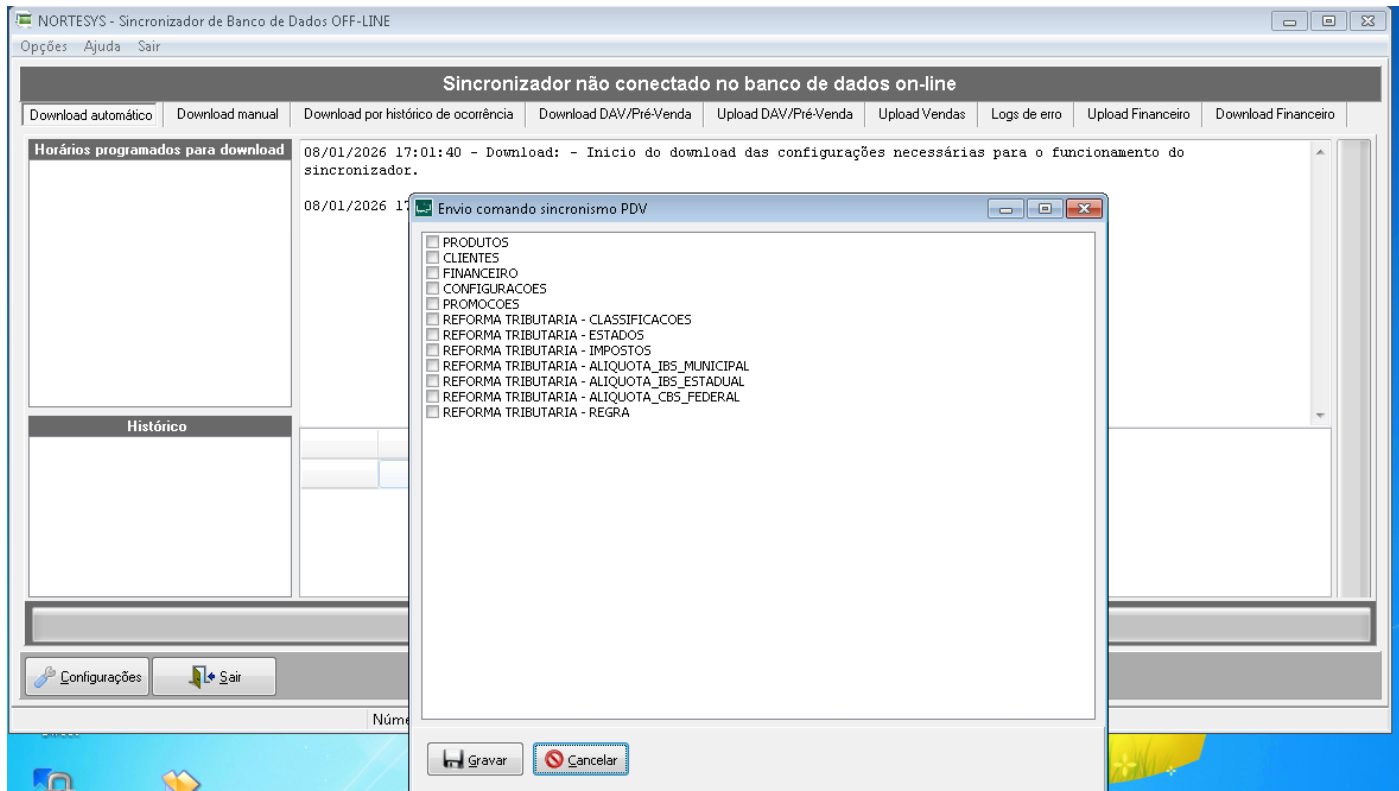 NORTESYS - Sincronizador de Banco de Dados OFF-LINE
Opções Ajuda Sair
Sincronizador não conectado no banco de dados on-line
Download automático Download manual Download por histórico de ocorrência Download DAV/Pré-Venda Upload DAV/Pré-Venda Upload Vendas Logs de erro Upload Financeiro Download Financeiro
Horários programados para download
08/01/2026 17:01:40 - Download: - Inicio do download das configurações necessárias para o funcionamento do
sincronizador.
08/01/2026 17
Envio comando sincronismo PDV
PRODUTOS
CLIENTES
FINANCEIRO
CONFIGURACOES
PROMOCOES
REFORMA TRIBUTARIA - CLASSIFICACOES
REFORMA TRIBUTARIA - ESTADOS
REFORMA TRIBUTARIA - IMPOSTOS
REFORMA TRIBUTARIA - ALIQUOTA_IBS_MUNICIPAL
REFORMA TRIBUTARIA - ALIQUOTA_IBS_ESTADUAL
REFORMA TRIBUTARIA - ALIQUOTA_CBS_FEDERAL
REFORMA TRIBUTARIA - REGRA
Histórico
Configurações Sair
Núme
Gravar Cancelar